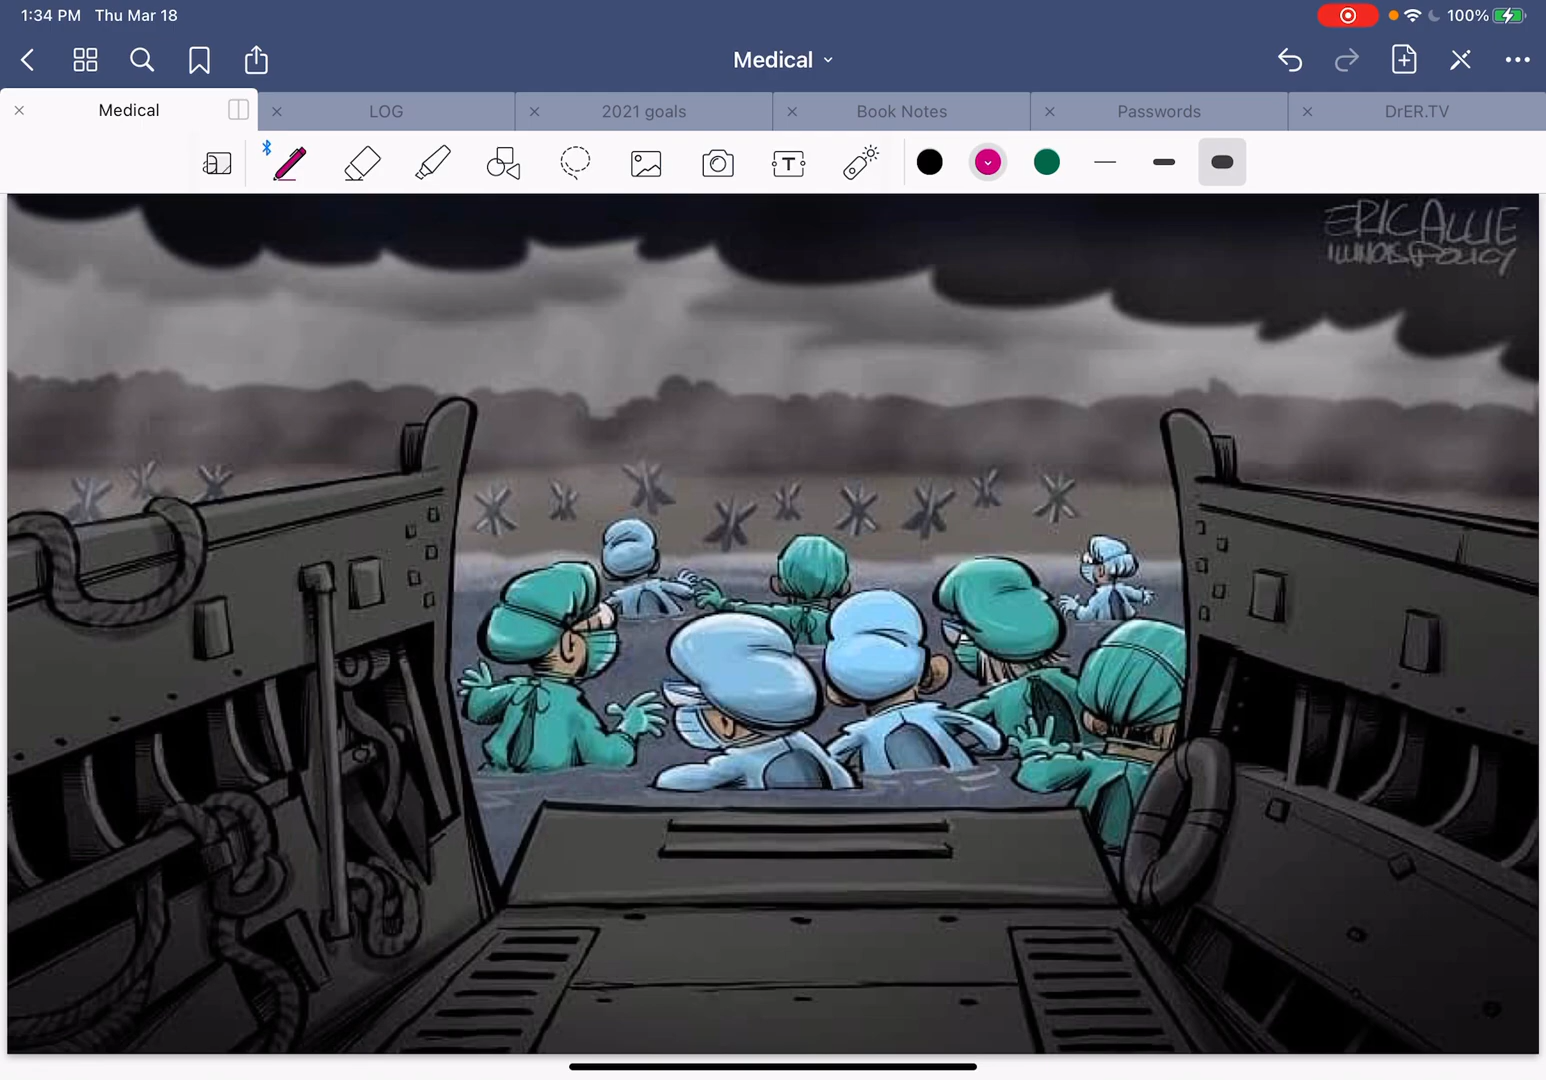 1:34 PM Thu Mar 18
100%
Medical
Medical
LOG
2021 goals
Book Notes
Passwords
DrER.TV
T
ERIC ALLIE
ILLINOIS POLICY